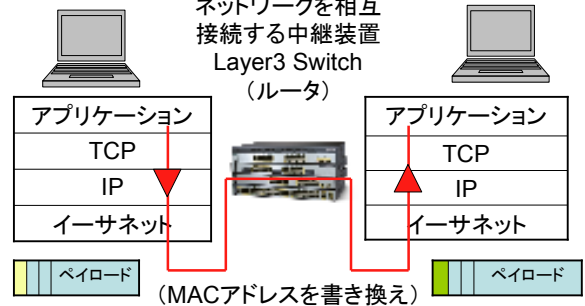 ネットワークを相互
接続する中継装置
Layer3 Switch
（ルータ）
アプリケーション
TCP
IP
イーサネット
ペイロード
アプリケーション
TCP
IP
イーサネット
ペイロード
（MACアドレスを書き換え）